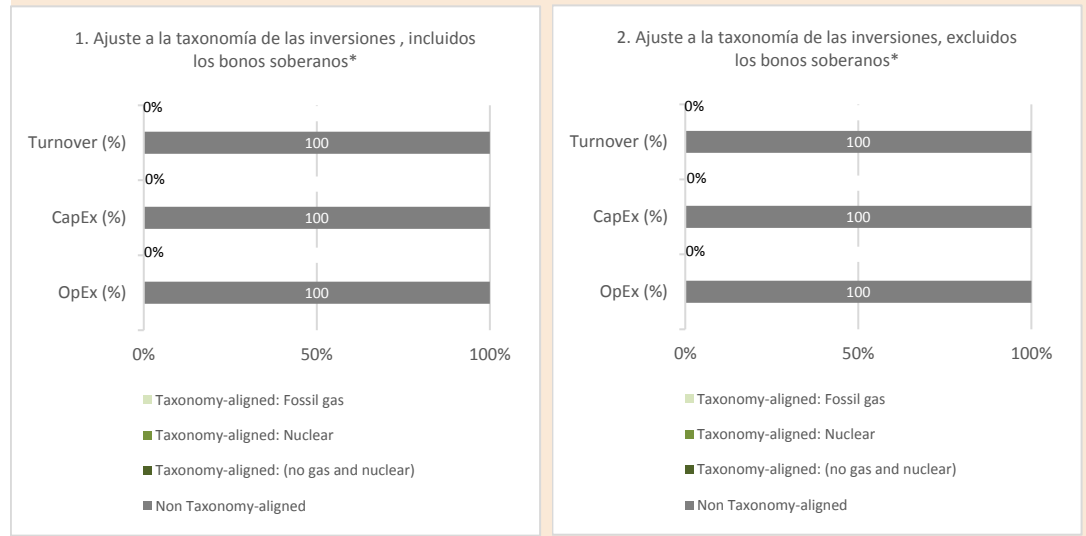 1. Ajuste a la taxonomía de las inversiones , incluidos
los bonos soberanos*
0%
Turnover (%)
100
0%
CapEx (%)
100
0%
OpEx (%)
100
0%
50%
100%
Taxonomy-aligned: Fossil gas
Taxonomy-aligned: Nuclear
Taxonomy-aligned: (no gas and nuclear)
Non Taxonomy-aligned
2. Ajuste a la taxonomía de las inversiones, excluidos
los bonos soberanos*
0%
Turnover (%)
100
0%
CapEx (%)
100
0%
OpEx (%)
100
0%
50%
100%
Taxonomy-aligned: Fossil gas
Taxonomy-aligned: Nuclear
Taxonomy-aligned: (no gas and nuclear)
Non Taxonomy-aligned